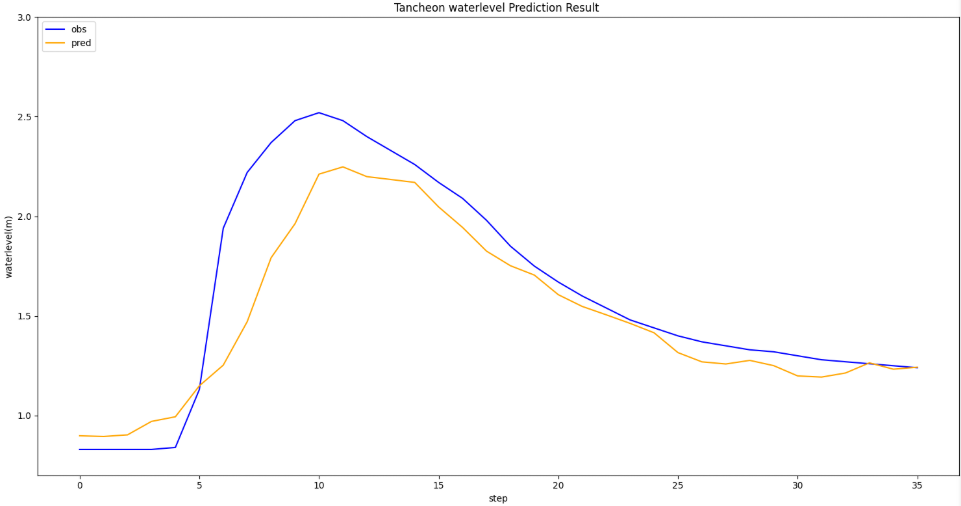 Tancheon waterlevel Prediction Result
obs
pred
waterlevel(m)
3.0
2.5
2.0
1.5
1.0
0 5 10 15 20 25 30 35
step